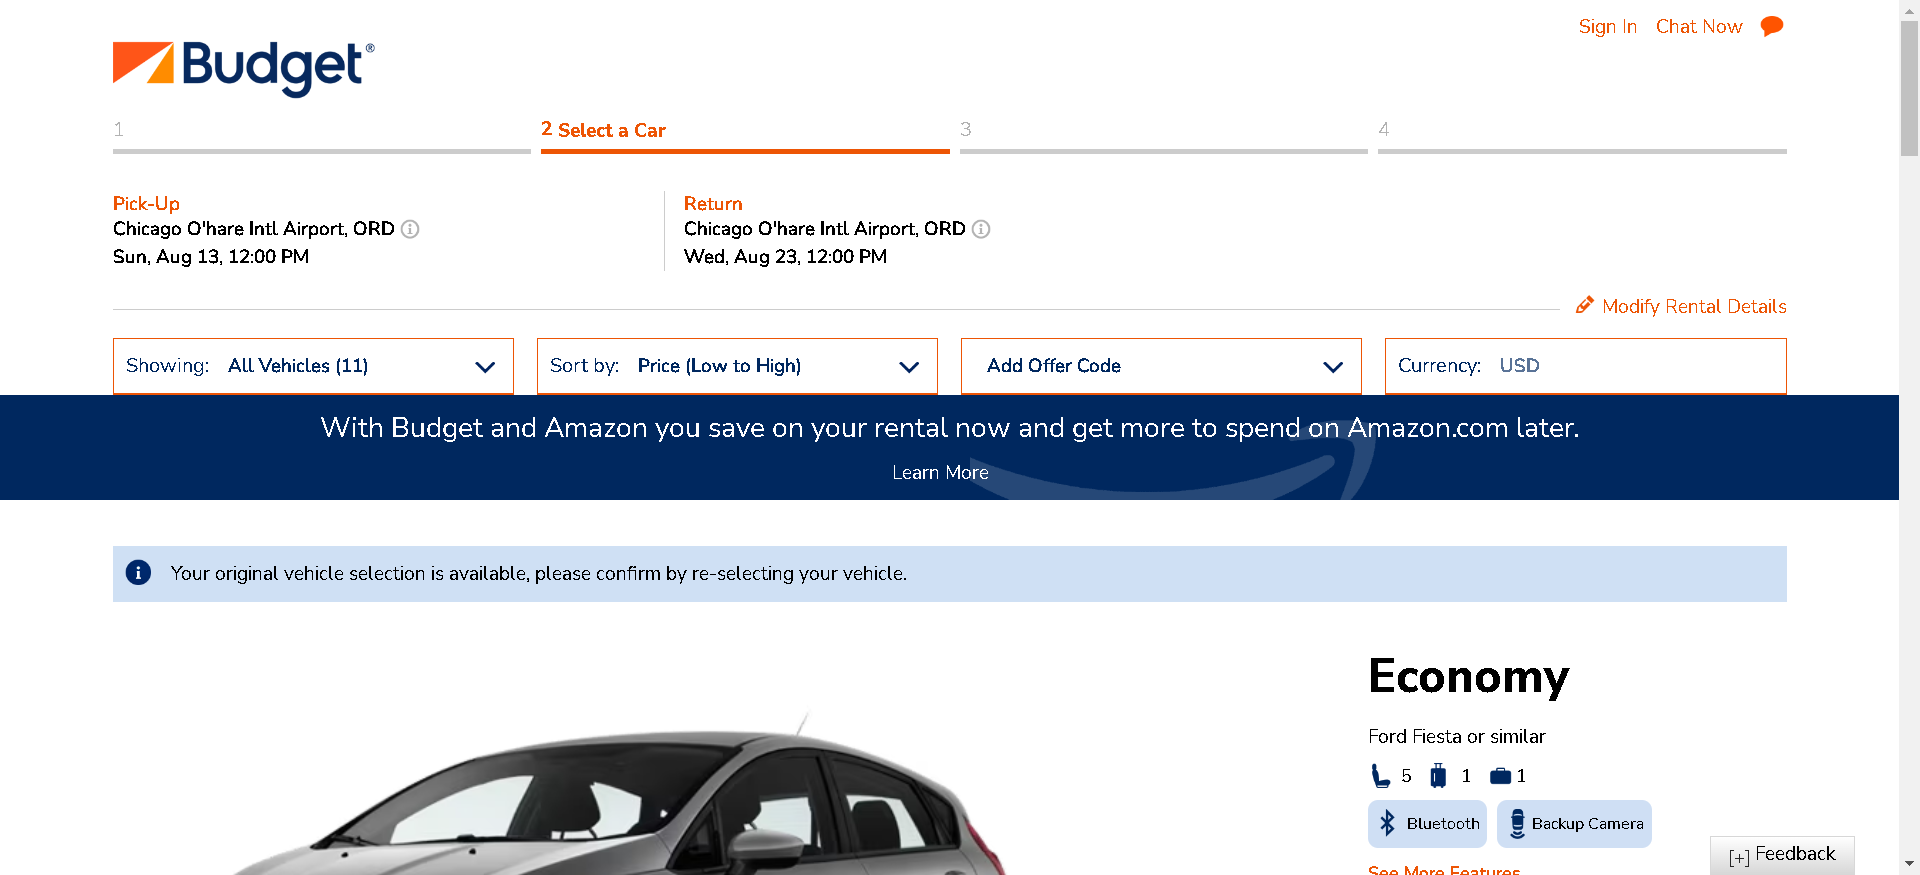 Sign In Chat Now
Budget®
1
2 Select a Car
3
4
Pick-Up
Chicago O'hare Intl Airport, ORD
Sun, Aug 13, 12:00 PM
Return
Chicago O'hare Intl Airport, ORD
Wed, Aug 23, 12:00 PM
Modify Rental Details
Showing: All Vehicles (11)
Sort by: Price (Low to High)
Add Offer Code
Currency: USD
With Budget and Amazon you save on your rental now and get more to spend on Amazon.com later.
Learn More
Your original vehicle selection is available, please confirm by re-selecting your vehicle.
Economy
Ford Fiesta or similar
5 1 1
Bluetooth Backup Camera
See More Features
[+] Feedback